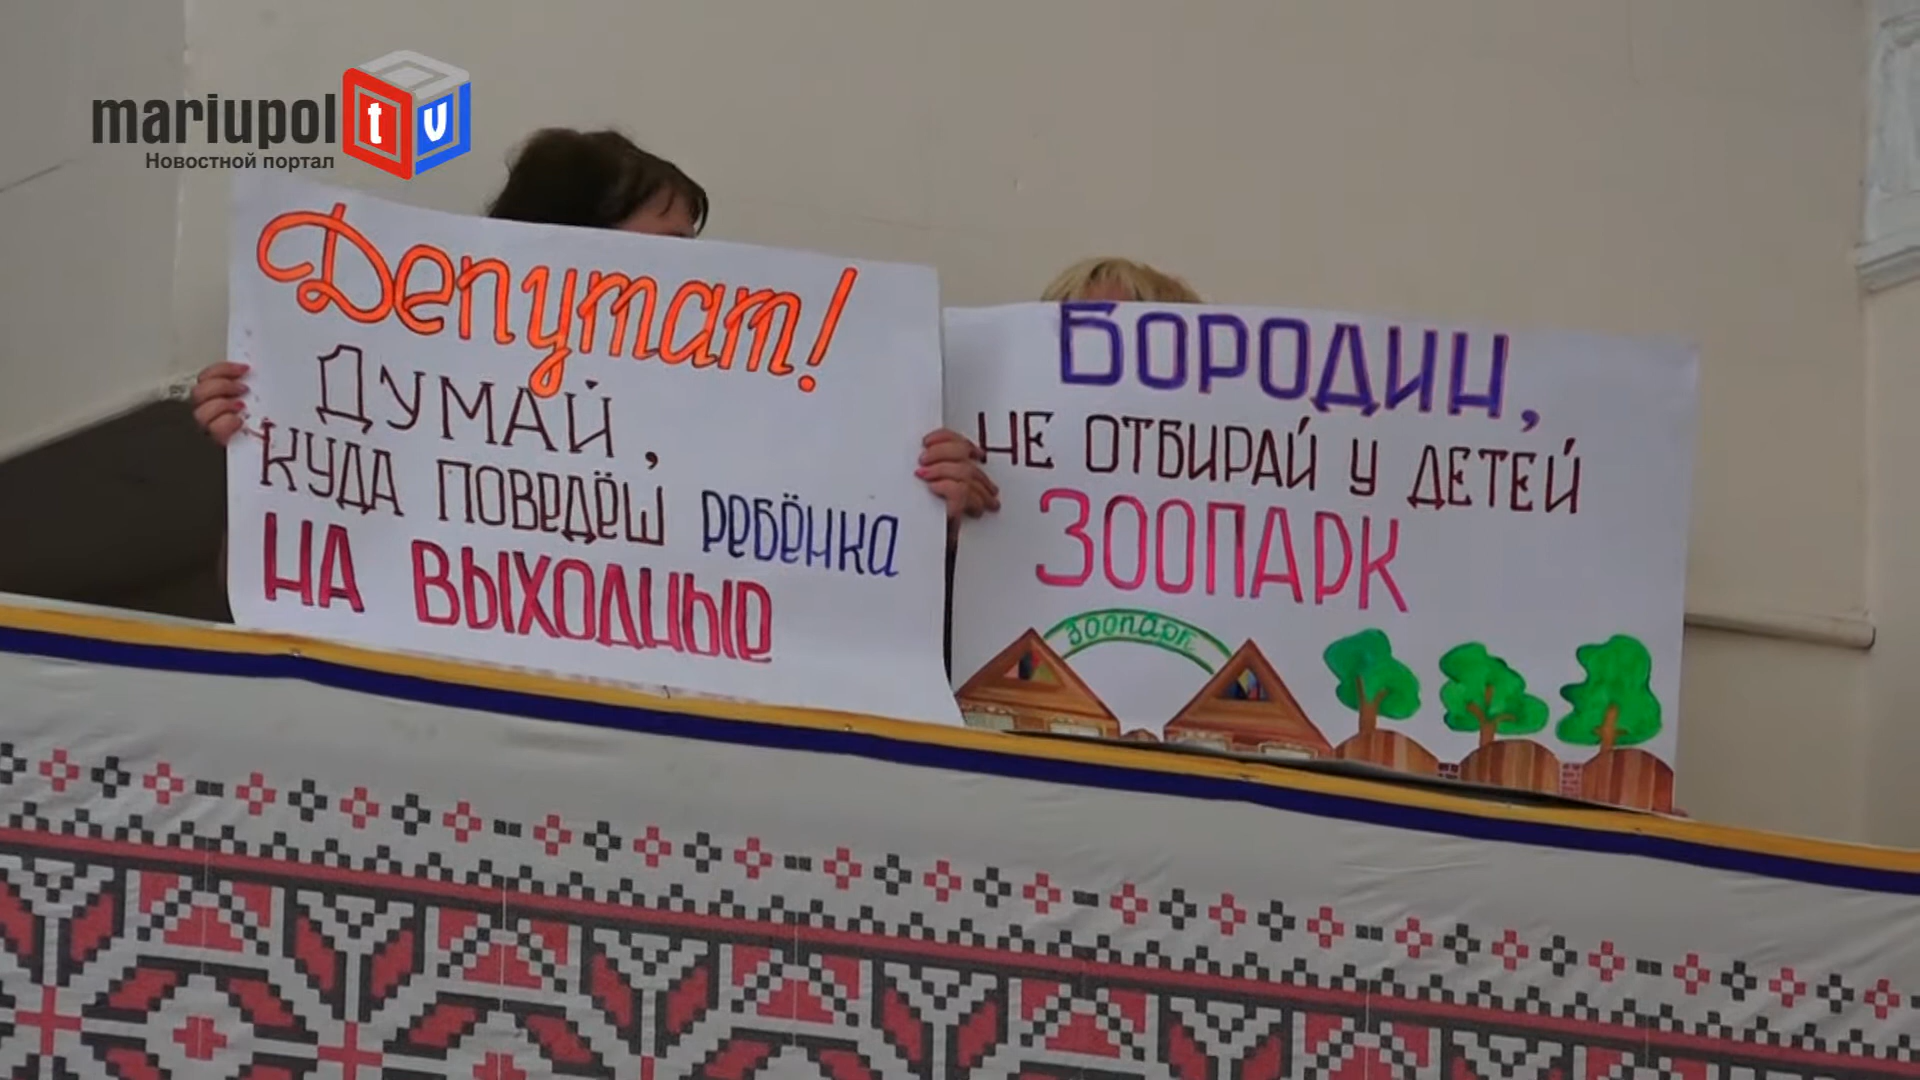 mariupol tv
Новостной портал
Депутат!
ДУМАЙ,
КУДА ПОВЕДЁШ РЕБЁНКА
НА ВЫХОДНЫЕ
БОРОДИН,
НЕ ОТБИРАЙ У ДЕТЕЙ
ЗООПАРК
зоопарк